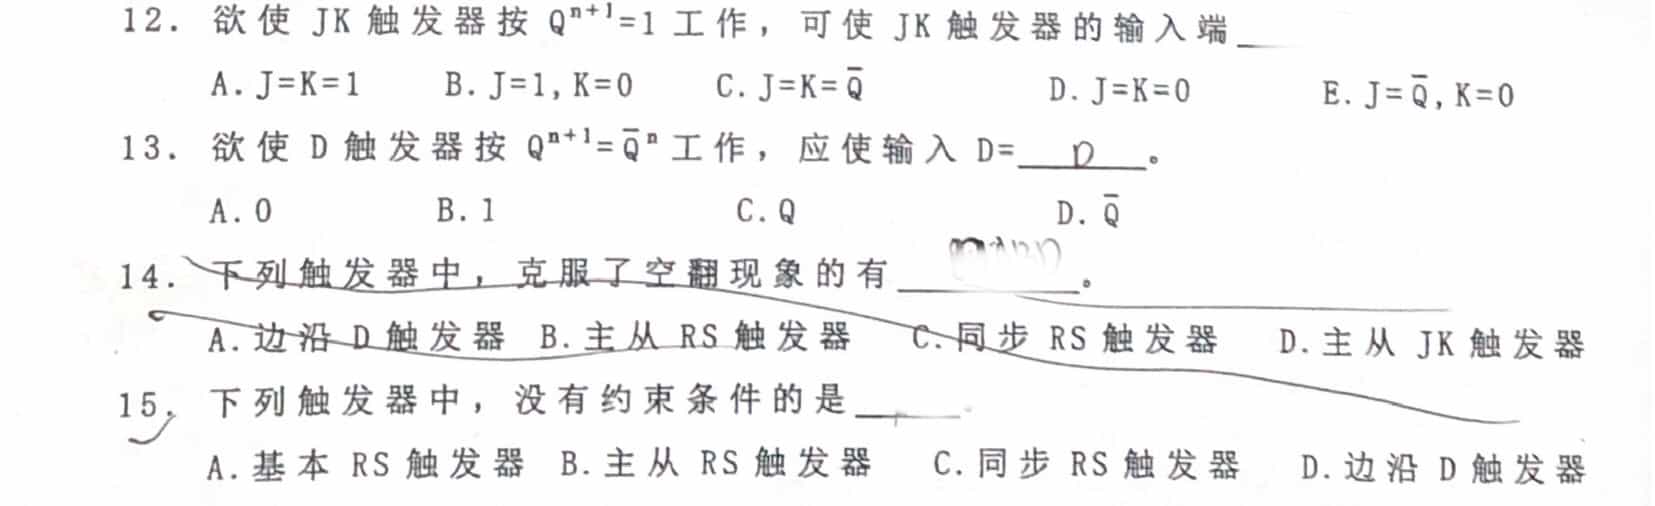 12. 欲使 JK 触发器按 Qⁿ⁺¹=1 工作，可使 JK 触发器的输入端
A. J=K=1 B. J=1, K=0 C. J=K=Q̅ D. J=K=0 E. J=Q̅, K=0
13. 欲使 D 触发器按 Qⁿ⁺¹=Q̅ⁿ 工作，应使输入 D=D。
A. 0 B. 1 C. Q D. Q̅
14. 下列触发器中，克服了空翻现象的有 ABD。
A. 边沿 D 触发器 B. 主从 RS 触发器 C. 同步 RS 触发器 D. 主从 JK 触发器
15. 下列触发器中，没有约束条件的是
A. 基本 RS 触发器 B. 主从 RS 触发器 C. 同步 RS 触发器 D. 边沿 D 触发器